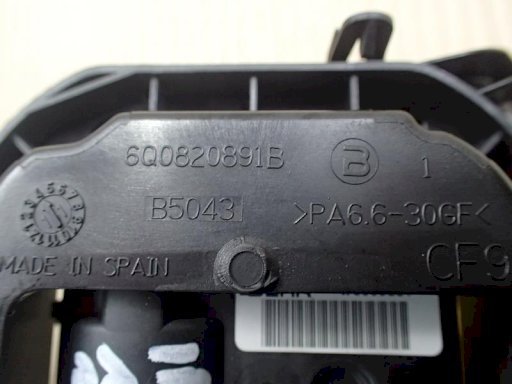 6Q0820891B B 1
B5043 >PA6.6-30GF<
MADE IN SPAIN CF9